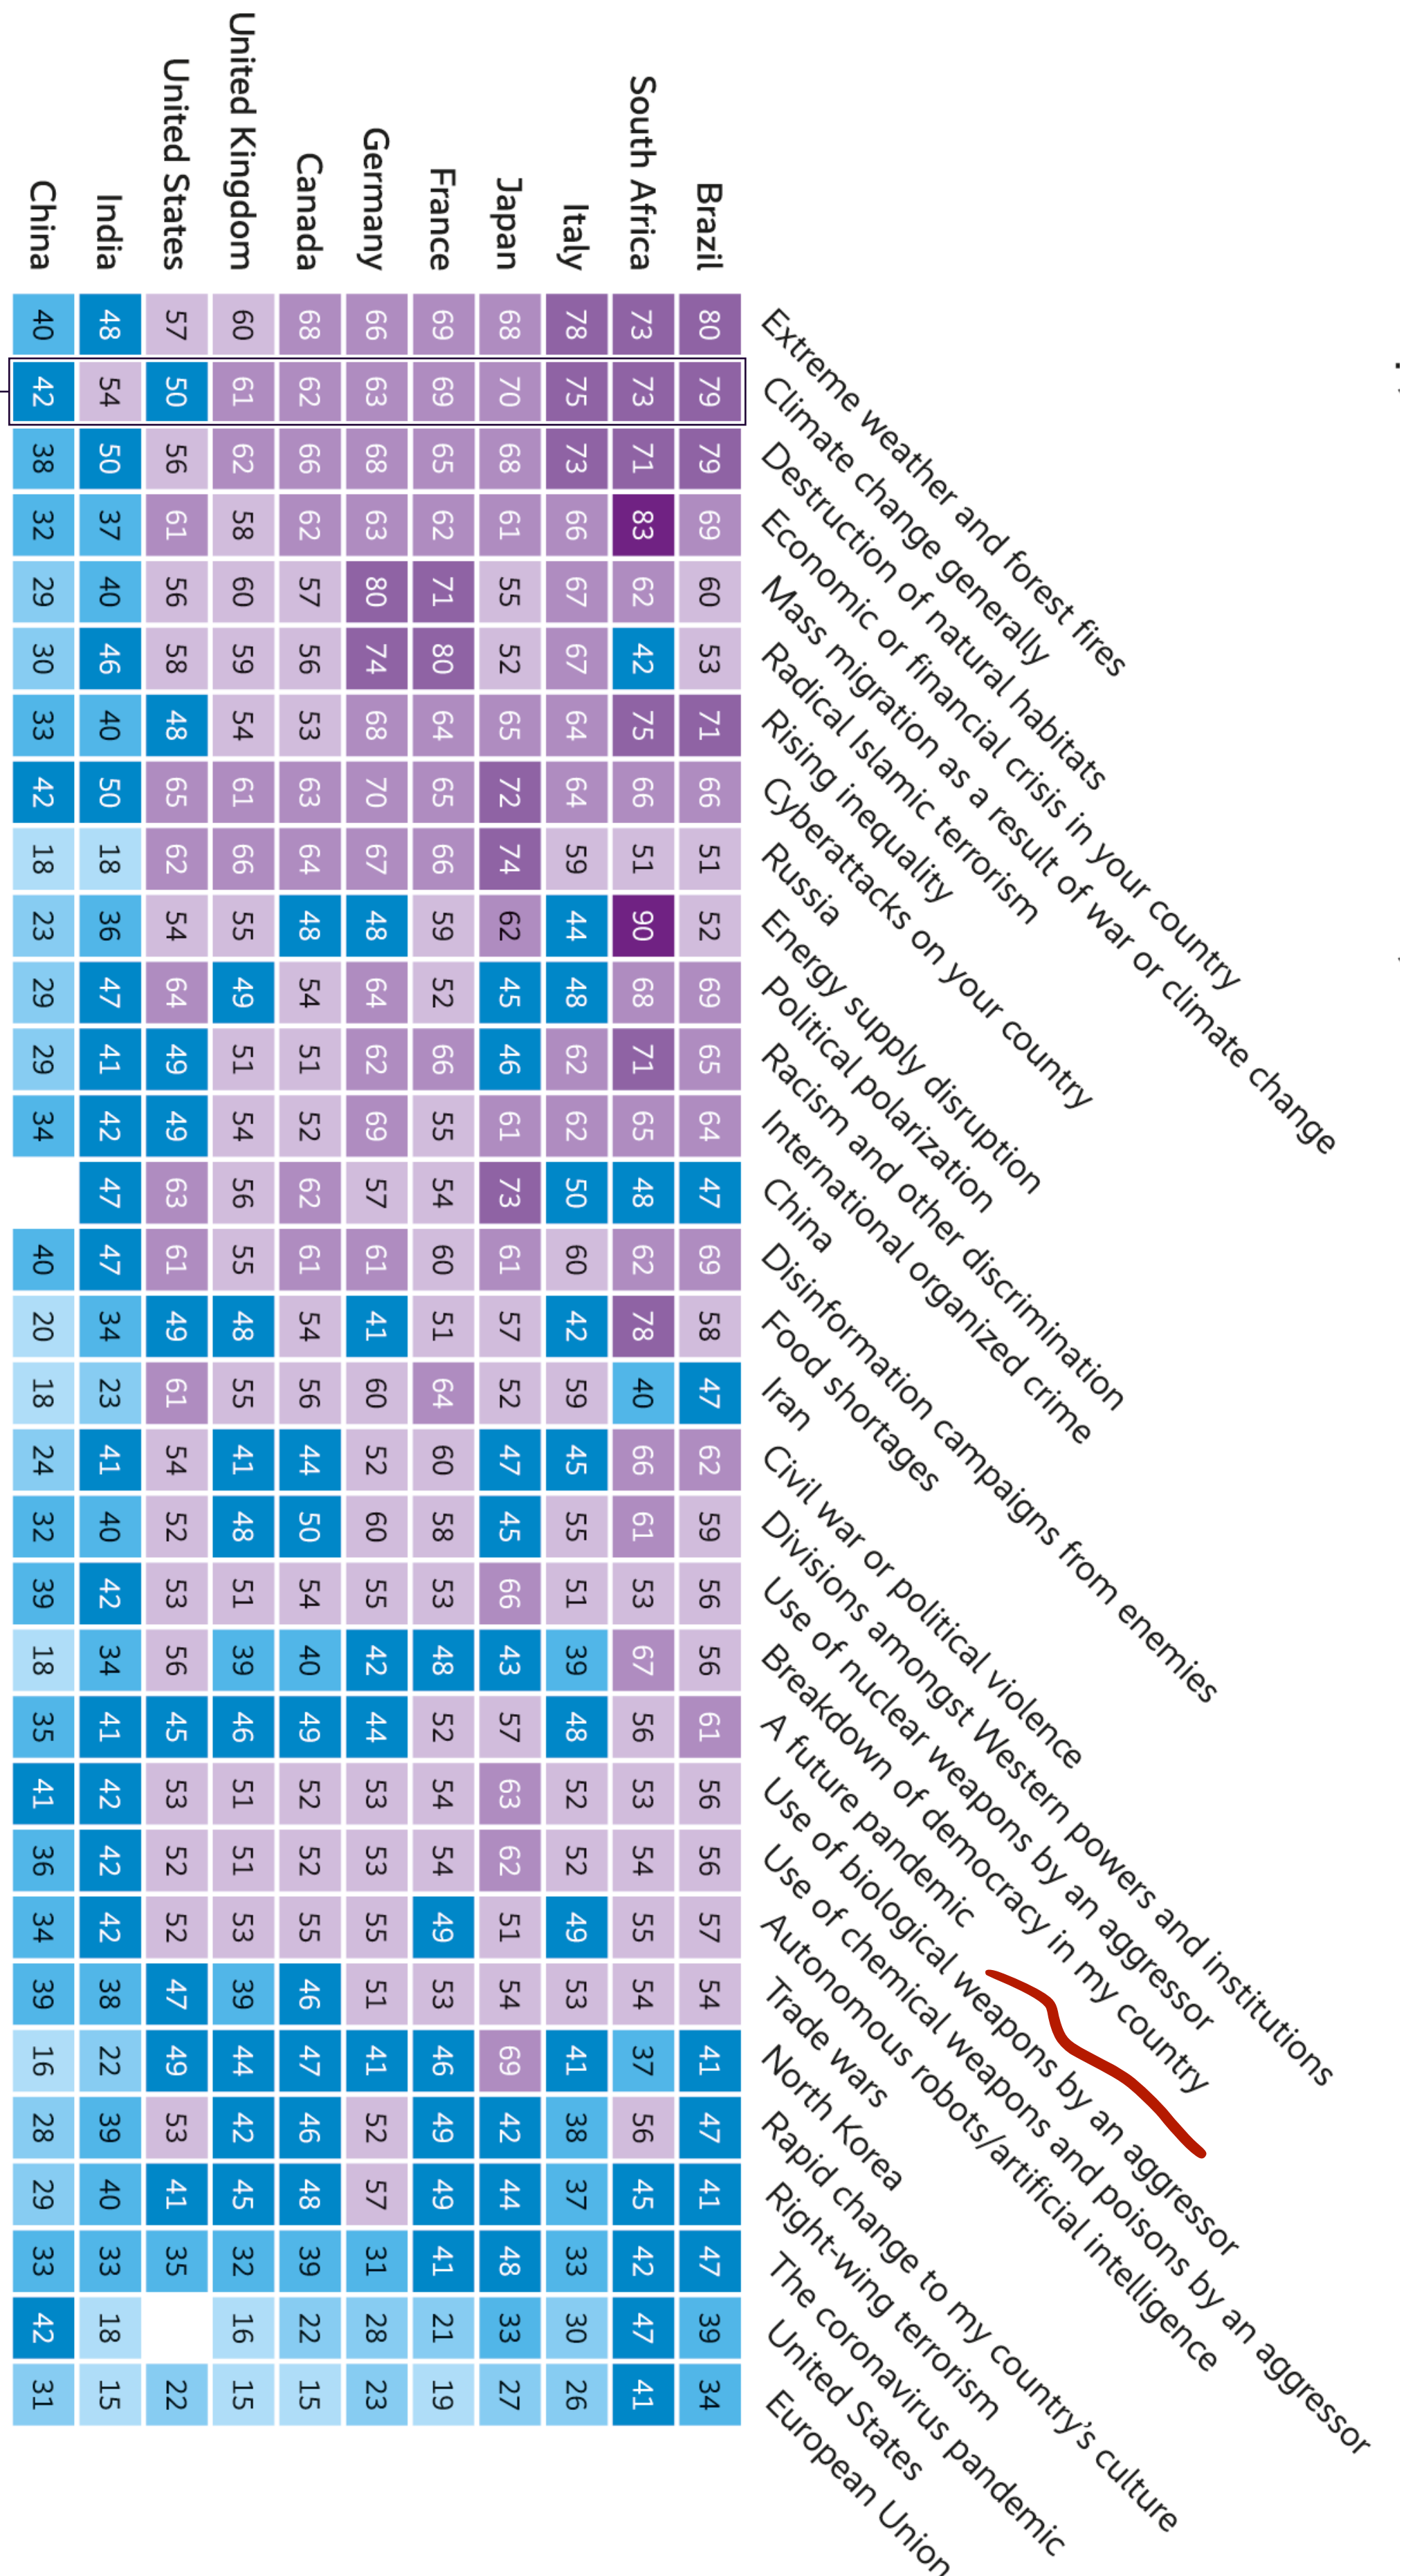 Extreme weather and forest fires
Climate change generally
Destruction of natural habitats
Economic or financial crisis in your country
Mass migration as a result of war or climate change
Radical Islamic terrorism
Rising inequality
Cyberattacks on your country
Russia
Energy supply disruption
Political polarization
Racism and other discrimination
International organized crime
China
Disinformation campaigns from enemies
Food shortages
Iran
Civil war or political violence
Divisions amongst Western powers and institutions
Use of nuclear weapons by an aggressor
Breakdown of democracy in my country
A future pandemic
Use of biological weapons by an aggressor
Use of chemical weapons and poisons by an aggressor
Autonomous robots/artificial intelligence
Trade wars
North Korea
Rapid change to my country’s culture
Right-wing terrorism
The coronavirus pandemic
United States
European Union
Brazil 80 79 79 69 60 53 71 66 51 52 69 65 64 47 69 58 47 62 59 56 56 61 56 56 57 54 41 47 41 47 39 34
South Africa 73 73 71 83 62 42 75 66 51 90 68 71 65 48 62 78 40 66 61 53 67 56 53 54 55 54 37 56 45 42 47 41
Italy 78 75 73 66 67 67 64 64 59 44 48 62 62 50 60 42 59 45 55 51 39 48 52 52 49 53 41 38 37 33 30 26
Japan 68 70 68 61 55 52 65 72 74 62 45 46 61 73 61 57 52 47 45 66 43 57 63 62 51 54 69 42 44 48 33 27
France 69 69 65 62 71 80 64 65 66 59 52 66 55 54 60 51 64 60 58 53 48 52 54 54 49 53 46 49 49 41 21 19
Germany 66 63 68 63 80 74 68 70 67 48 64 62 69 57 61 41 60 52 60 55 42 44 53 53 55 51 41 52 57 31 28 23
Canada 68 62 66 62 57 56 53 63 64 48 54 51 52 62 61 54 56 44 50 54 40 49 52 52 55 46 47 46 48 39 22 15
United Kingdom 60 61 62 58 60 59 54 61 66 55 49 51 54 56 55 48 55 41 48 51 39 46 51 51 53 39 44 42 45 32 16 15
United States 57 50 56 61 56 58 48 65 62 54 64 49 49 63 61 49 61 54 52 53 56 45 53 52 52 47 49 53 41 35 22
India 48 54 50 37 40 46 40 50 18 36 47 41 42 47 47 34 23 41 40 42 34 41 42 42 42 38 22 39 40 33 18 15
China 40 42 38 32 29 30 33 42 18 23 29 29 34 40 20 18 24 32 39 18 35 41 36 34 39 16 28 29 33 42 31